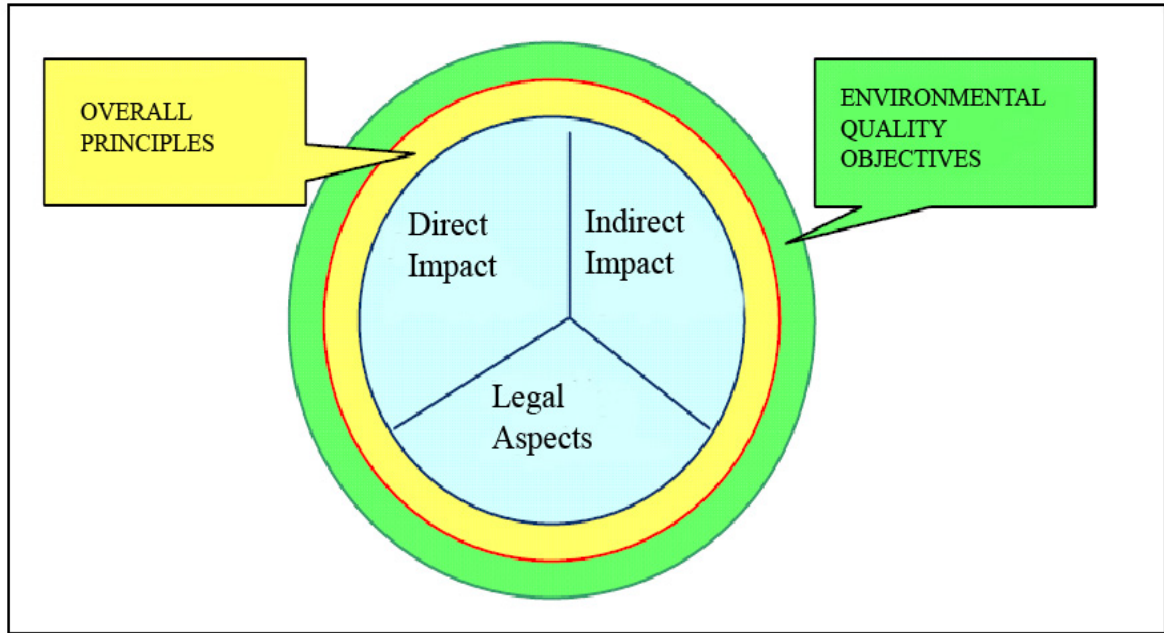 OVERALL
PRINCIPLES
ENVIRONMENTAL
QUALITY
OBJECTIVES
Direct
Impact
Indirect
Impact
Legal
Aspects